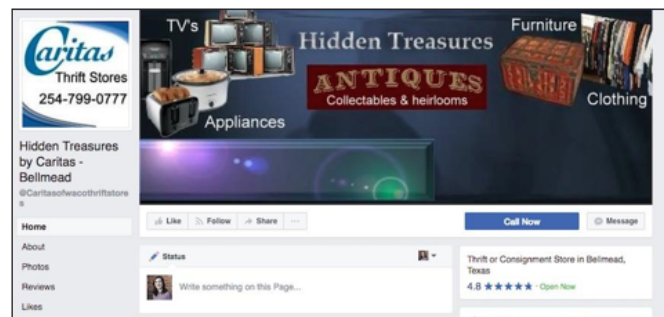 Caritas
Thrift Stores
254-799-0777
TV's
Hidden Treasures
Furniture
ANTIQUES
Collectables & heirlooms
Clothing
Appliances
Hidden Treasures
by Caritas -
Bellmead
@Caritasofwacothriftstore
s
Home
About
Photos
Reviews
Likes
Like
Follow
Share
Call Now
Message
Status
Write something on this Page...
Thrift or Consignment Store in Bellmead,
Texas
4.8 ★★★★★ · Open Now